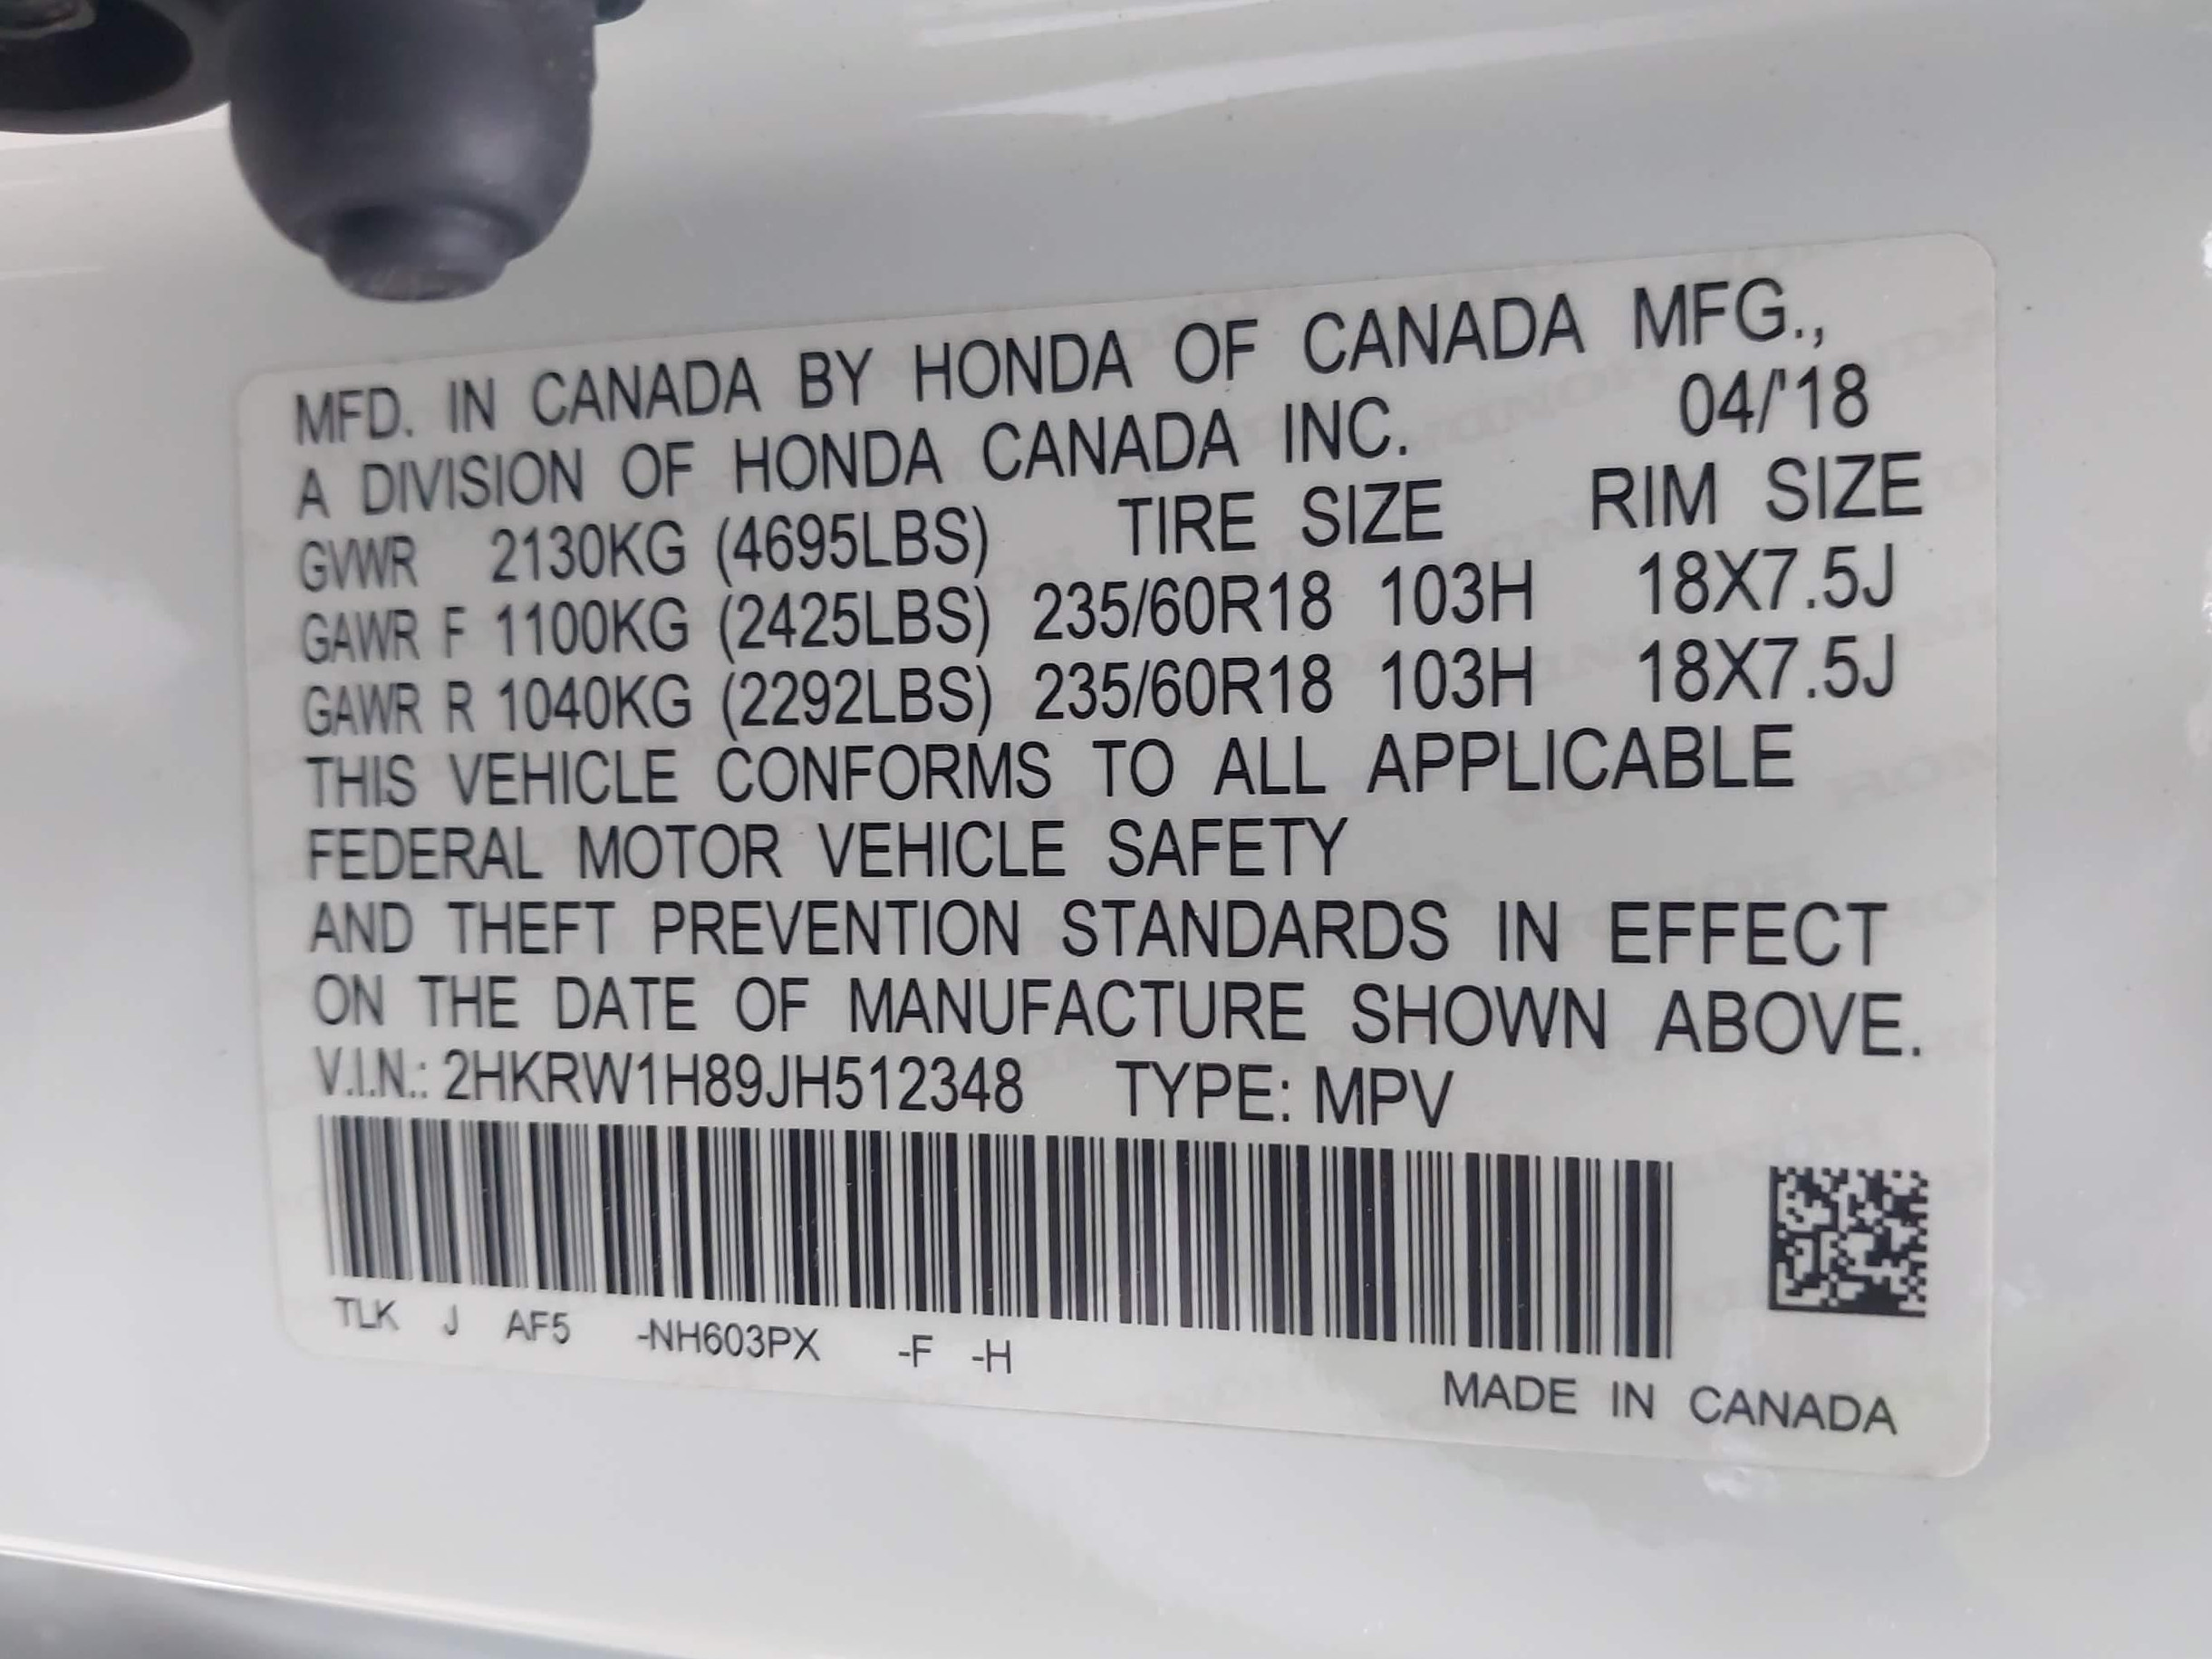 MFD. IN CANADA BY HONDA OF CANADA MFG.,
A DIVISION OF HONDA CANADA INC. 04/'18
GVWR 2130KG (4695LBS) TIRE SIZE RIM SIZE
GAWR F 1100KG (2425LBS) 235/60R18 103H 18X7.5J
GAWR R 1040KG (2292LBS) 235/60R18 103H 18X7.5J
THIS VEHICLE CONFORMS TO ALL APPLICABLE
FEDERAL MOTOR VEHICLE SAFETY
AND THEFT PREVENTION STANDARDS IN EFFECT
ON THE DATE OF MANUFACTURE SHOWN ABOVE.
V.I.N.: 2HKRW1H89JH512348 TYPE: MPV
TLK J AF5 -NH603PX -F -H
MADE IN CANADA